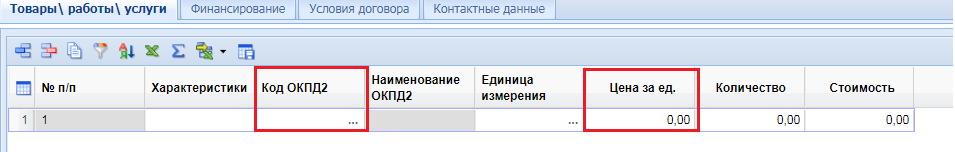 Товары\ работы\ услуги Финансирование Условия договора Контактные данные
№ п/п Характеристики Код ОКПД2 Наименование ОКПД2 Единица измерения Цена за ед. Количество Стоимость
1 1 ... ... 0,00 0,00 0,00